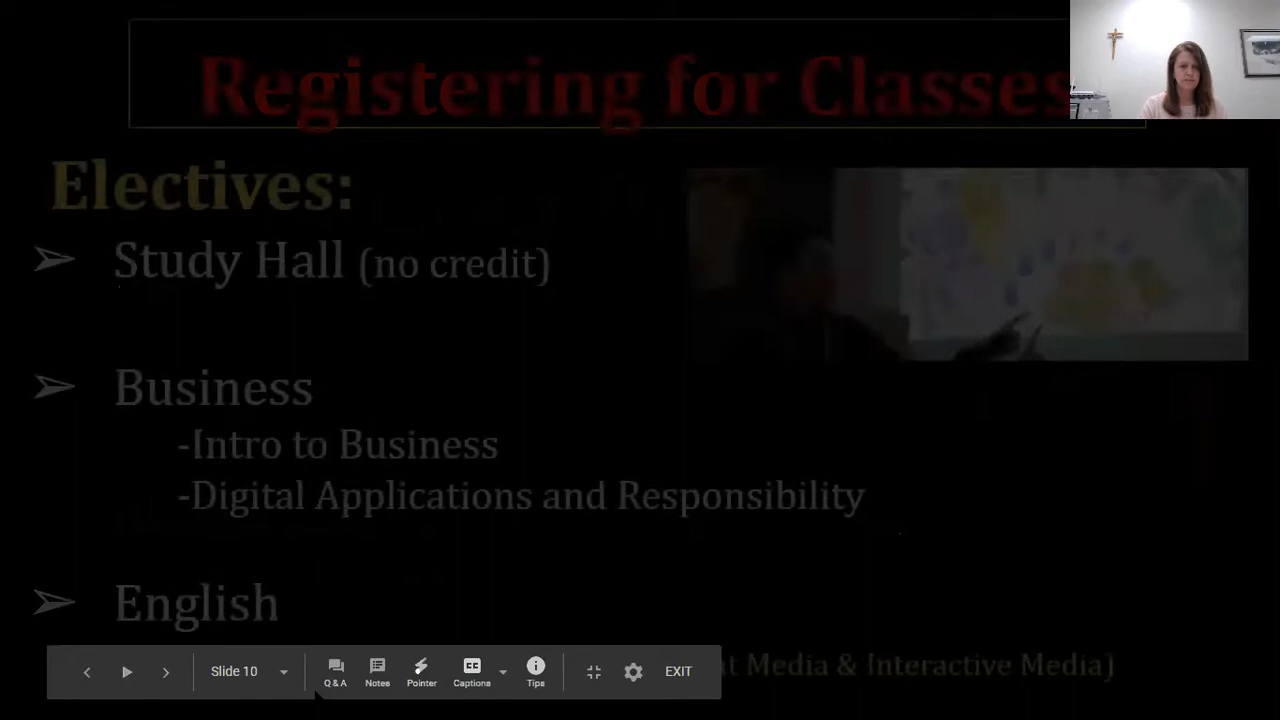 Registering for Classes
Electives:
➢ Study Hall (no credit)
➢ Business
-Intro to Business
-Digital Applications and Responsibility
➢ English
Media & Interactive Media)
Slide 10
Q & A
Notes
Pointer
Captions
Tips
EXIT